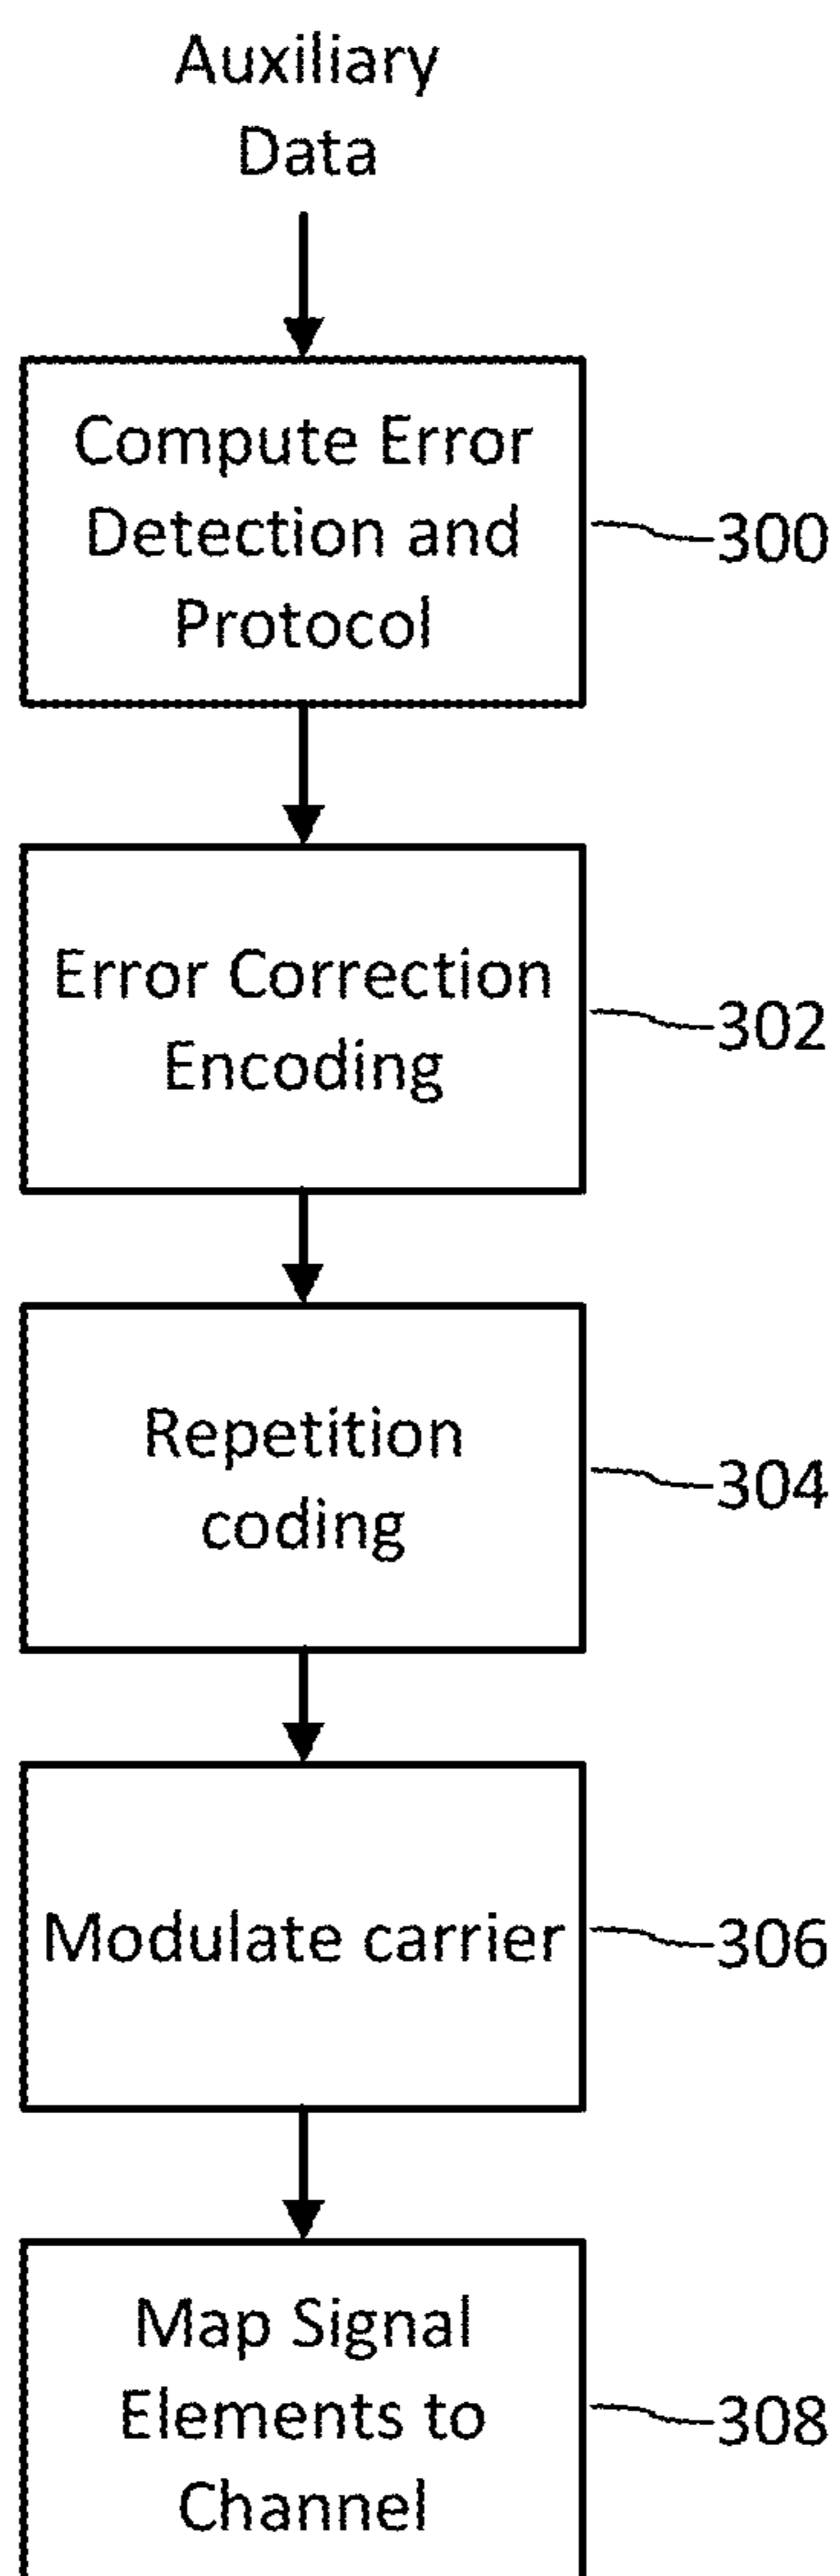 Auxiliary
Data
Compute Error
Detection and
Protocol
300
Error Correction
Encoding
302
Repetition
coding
304
Modulate carrier
306
Map Signal
Elements to
Channel
308